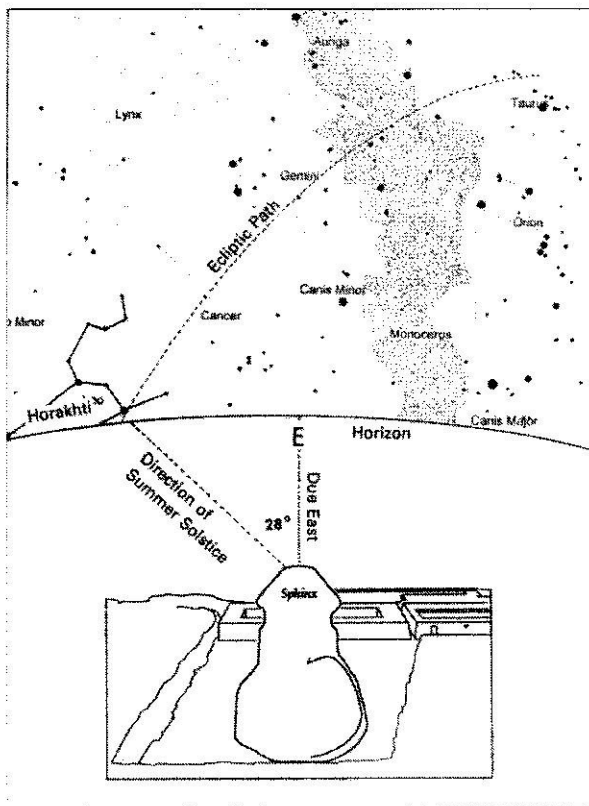 Auriga
Taurus
Lynx
Gemini
Orion
Ecliptic Path
Canis Minor
Cancer
o Minor
Monoceros
Horakhti
Canis Major
E
Horizon
Direction of
Summer Solstice
28°
Due East
Sphinx